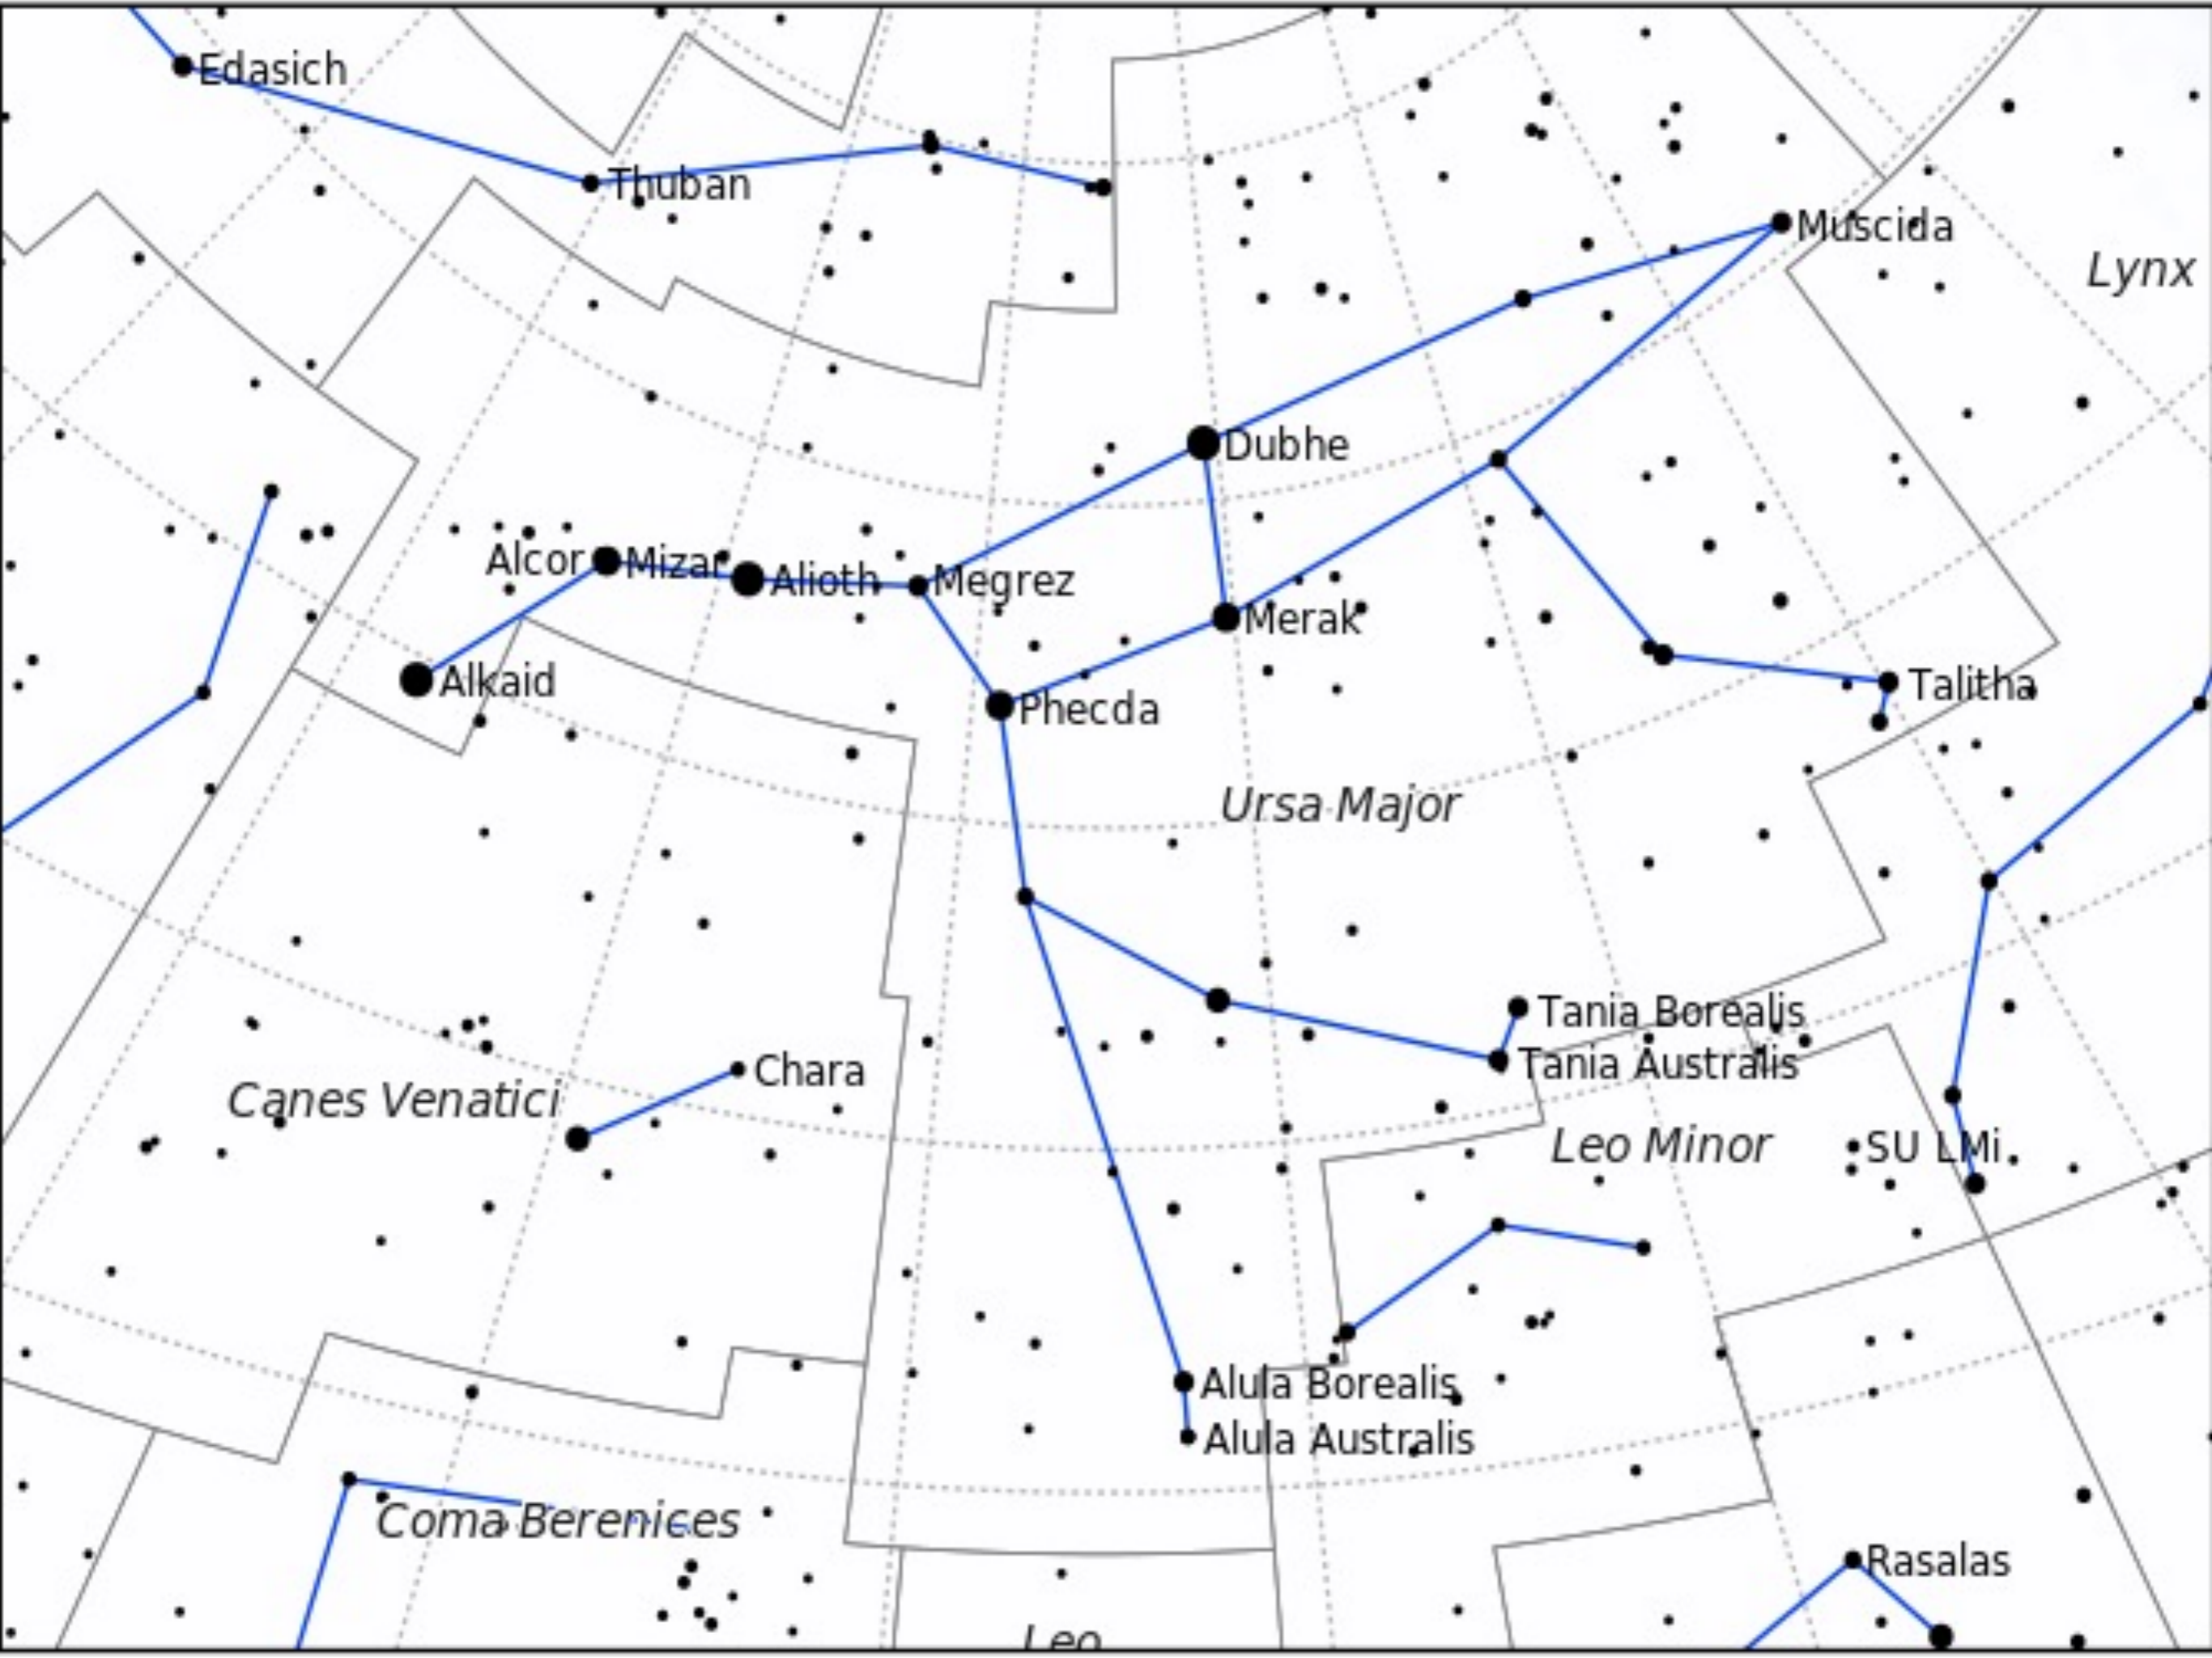 Edasich
Thuban
Muscida
Lynx
Dubhe
Alcor Mizar Alioth Megrez
Merak
Alkaid
Phecda
Talitha
Ursa Major
Tania Borealis
Tania Australis
Chara
Canes Venatici
Leo Minor
SU LMi
Alula Borealis
Alula Australis
Coma Berenices
Rasalas
Leo